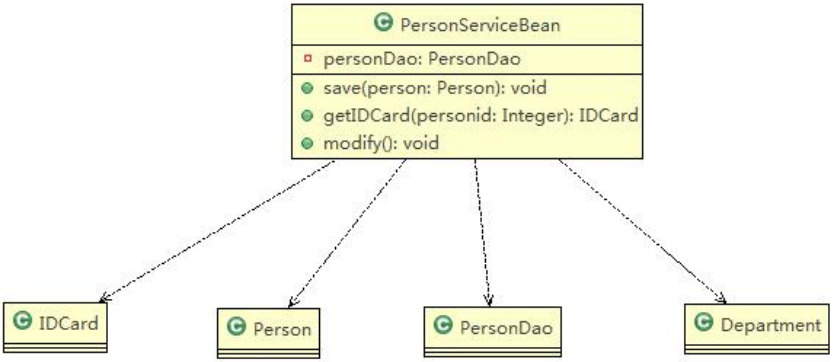 PersonServiceBean
personDao: PersonDao
save(person: Person): void
getIDCard(personid: Integer): IDCard
modify(): void
IDCard
Person
PersonDao
Department